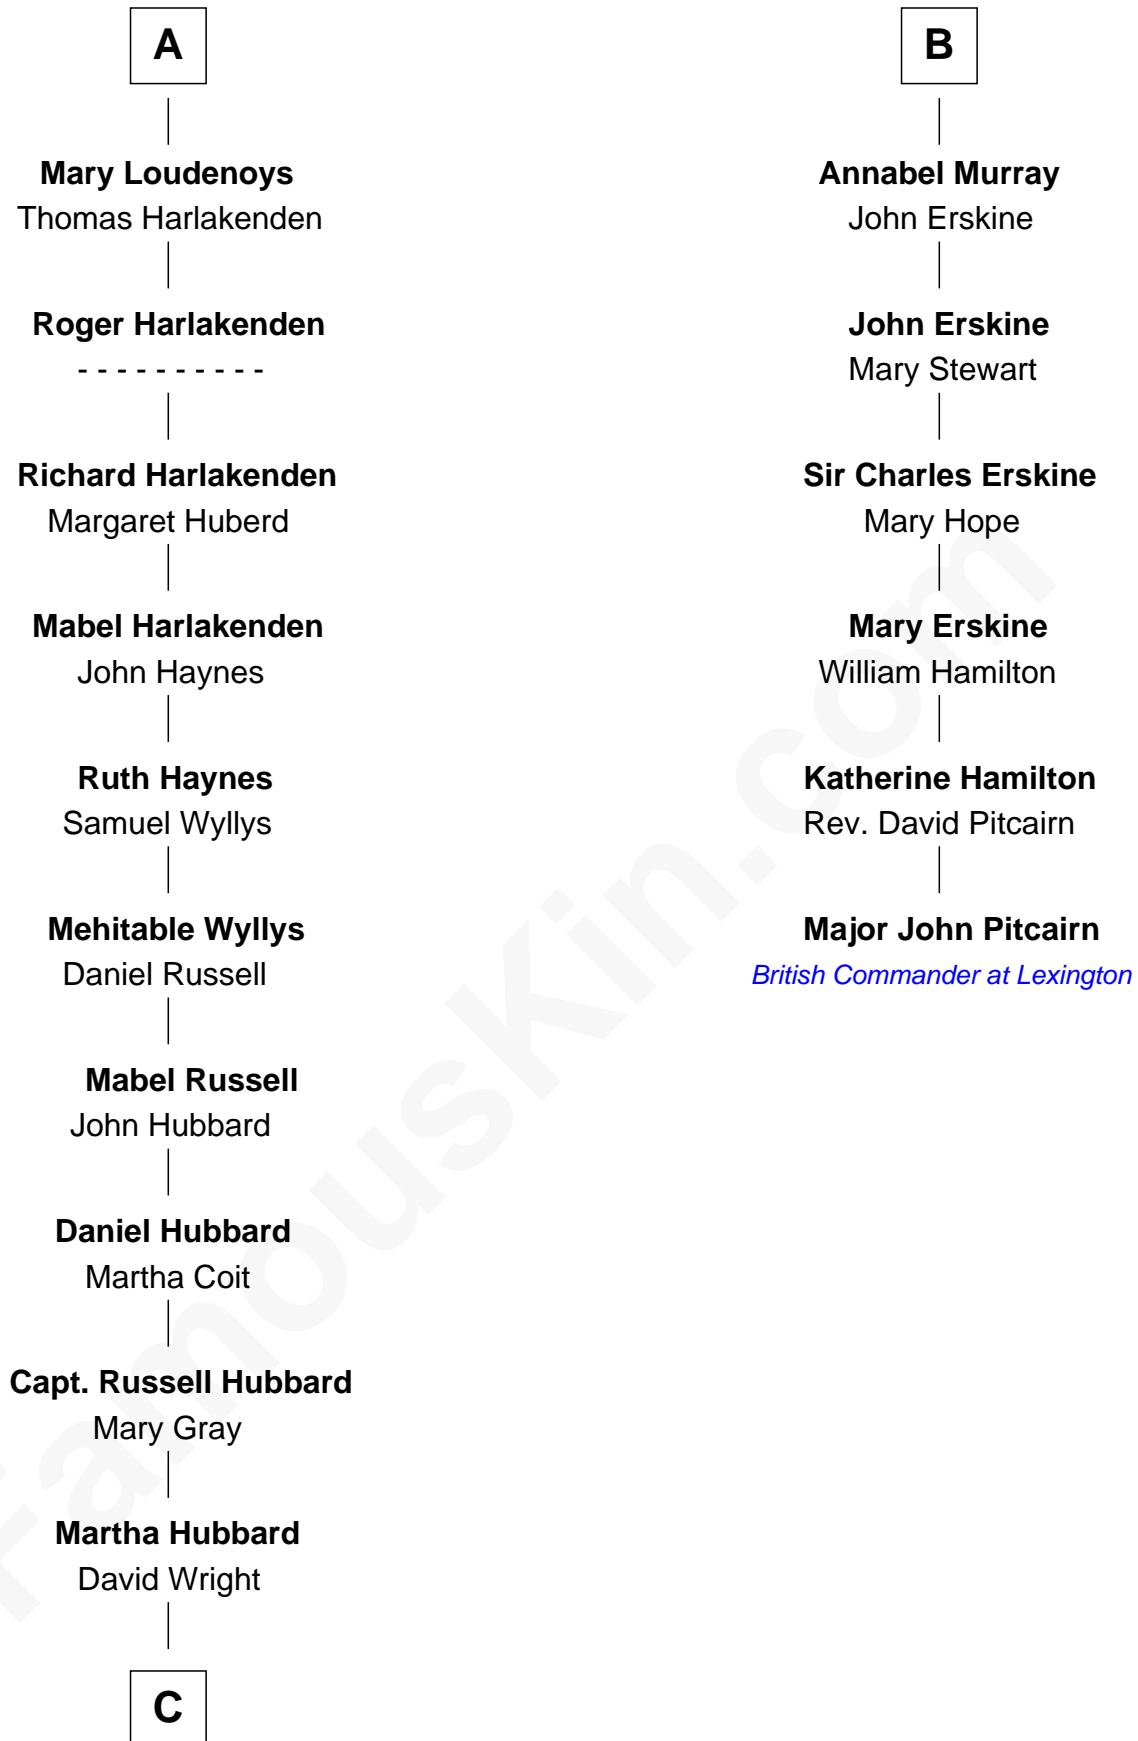 A
Mary Loudenoys
Thomas Harlakenden
Roger Harlakenden
- - - - - - - - - -
Richard Harlakenden
Margaret Huberd
Mabel Harlakenden
John Haynes
Ruth Haynes
Samuel Wyllys
Mehitable Wyllys
Daniel Russell
Mabel Russell
John Hubbard
Daniel Hubbard
Martha Coit
Capt. Russell Hubbard
Mary Gray
Martha Hubbard
David Wright
C
B
Annabel Murray
John Erskine
John Erskine
Mary Stewart
Sir Charles Erskine
Mary Hope
Mary Erskine
William Hamilton
Katherine Hamilton
Rev. David Pitcairn
Major John Pitcairn
British Commander at Lexington
FamousKin.com